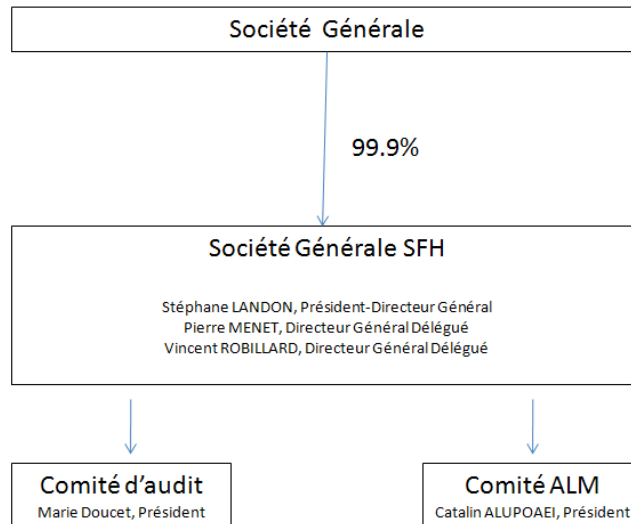 Société Générale
99.9%
Société Générale SFH
Stéphane LANDON, Président-Directeur Général
Pierre MENET, Directeur Général Délégué
Vincent ROBILLARD, Directeur Général Délégué
Comité d’audit
Marie Doucet, Président
Comité ALM
Catalin ALUPOAEI, Président